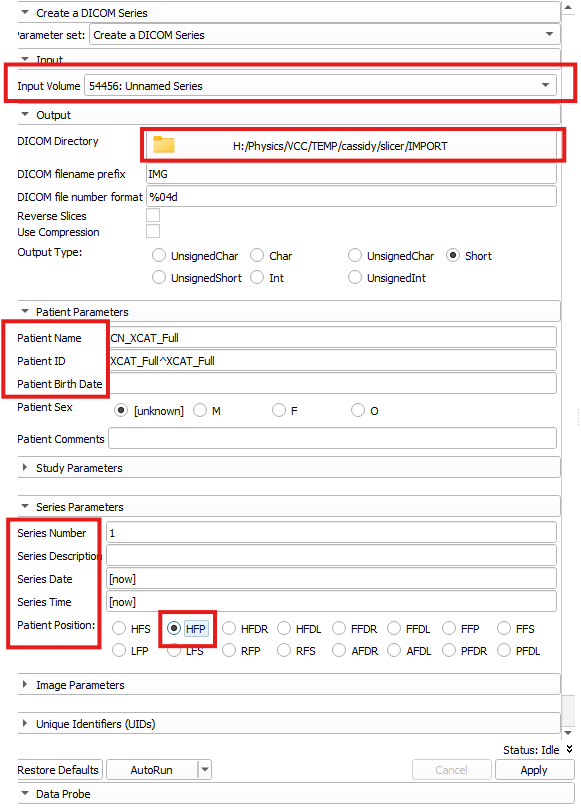 Create a DICOM Series
Parameter set: Create a DICOM Series
Input
Input Volume 54456: Unnamed Series
Output
DICOM Directory H:/Physics/VCC/TEMP/cassidy/slicer/IMPORT
DICOM filename prefix IMG
DICOM file number format %04d
Reverse Slices
Use Compression
Output Type: UnsignedChar Char UnsignedChar Short
UnsignedShort Int UnsignedInt
Patient Parameters
Patient Name CN_XCAT_Full
Patient ID XCAT_Full^XCAT_Full
Patient Birth Date
Patient Sex [unknown] M F O
Patient Comments
Study Parameters
Series Parameters
Series Number 1
Series Description
Series Date [now]
Series Time [now]
Patient Position: HFS HFP HFDR HFDL FFDR FFDL FFP FFS
LFP LFS RFP RFS AFDR AFDL PFDR PFDL
Image Parameters
Unique Identifiers (UIDs)
Status: Idle
Restore Defaults AutoRun Cancel Apply
Data Probe